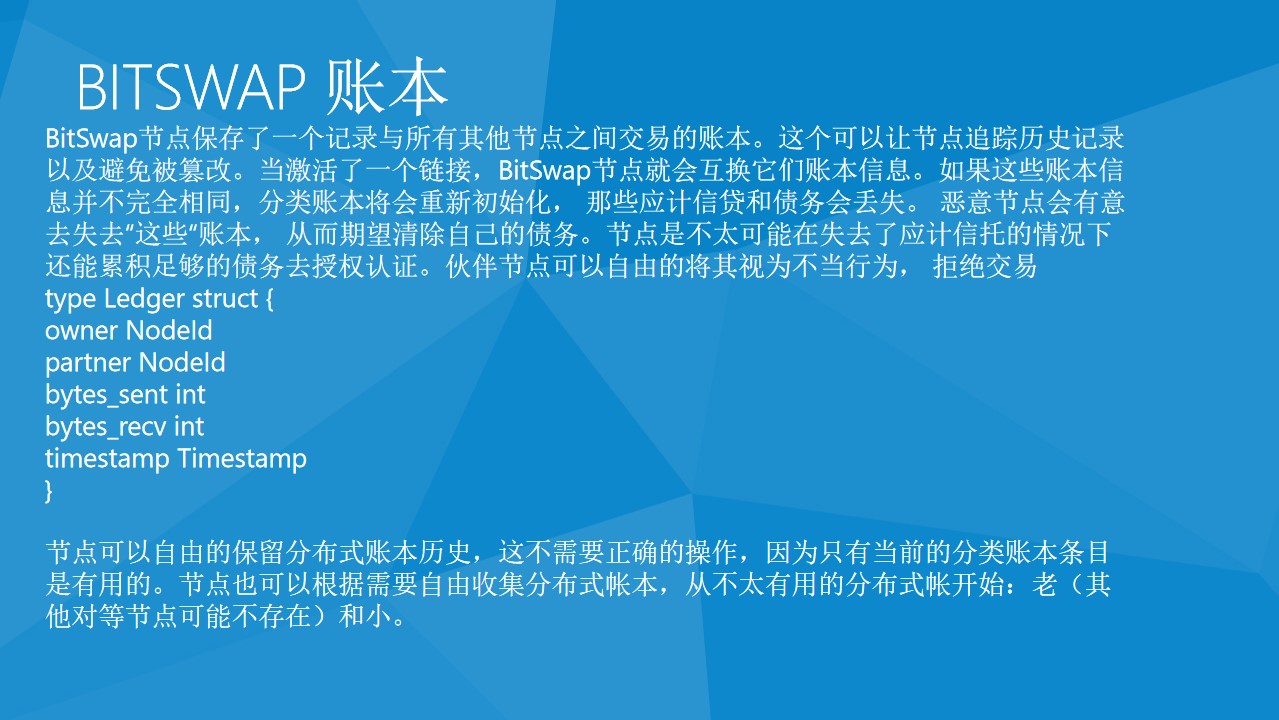 BITSWAP 账本
BitSwap节点保存了一个记录与所有其他节点之间交易的账本。这个可以让节点追踪历史记录
以及避免被篡改。当激活了一个链接，BitSwap节点就会互换它们账本信息。如果这些账本信
息并不完全相同，分类账本将会重新初始化， 那些应计信贷和债务会丢失。 恶意节点会有意
去失去“这些“账本， 从而期望清除自己的债务。节点是不太可能在失去了应计信托的情况下
还能累积足够的债务去授权认证。伙伴节点可以自由的将其视为不当行为， 拒绝交易
type Ledger struct {
owner NodeId
partner NodeId
bytes_sent int
bytes_recv int
timestamp Timestamp
}
节点可以自由的保留分布式账本历史，这不需要正确的操作，因为只有当前的分类账本条目
是有用的。节点也可以根据需要自由收集分布式帐本，从不太有用的分布式帐开始：老（其
他对等节点可能不存在）和小。